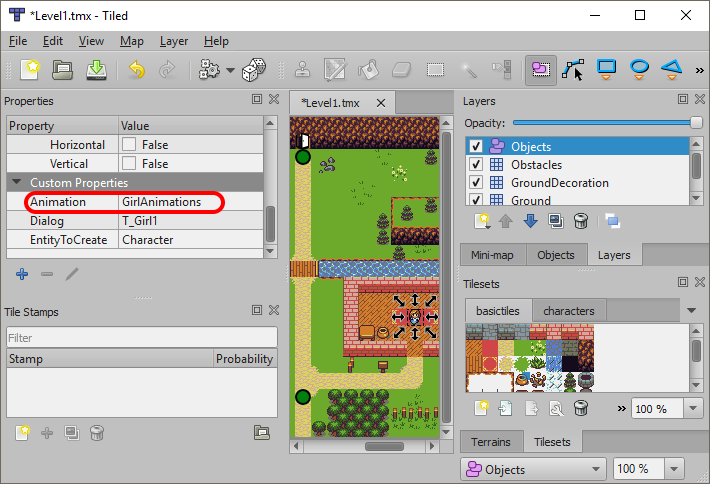 *Level1.tmx - Tiled
File Edit View Map Layer Help
»
Properties
Property Value
Horizontal False
Vertical False
Custom Properties
Animation GirlAnimations
Dialog T_Girl1
EntityToCreate Character
Tile Stamps
Filter
Stamp Probability
*Level1.tmx
Layers
Opacity:
Objects
Obstacles
GroundDecoration
Ground
Mini-map Objects Layers
Tilesets
basictiles characters
» 100 %
Terrains Tilesets
Objects 100 %